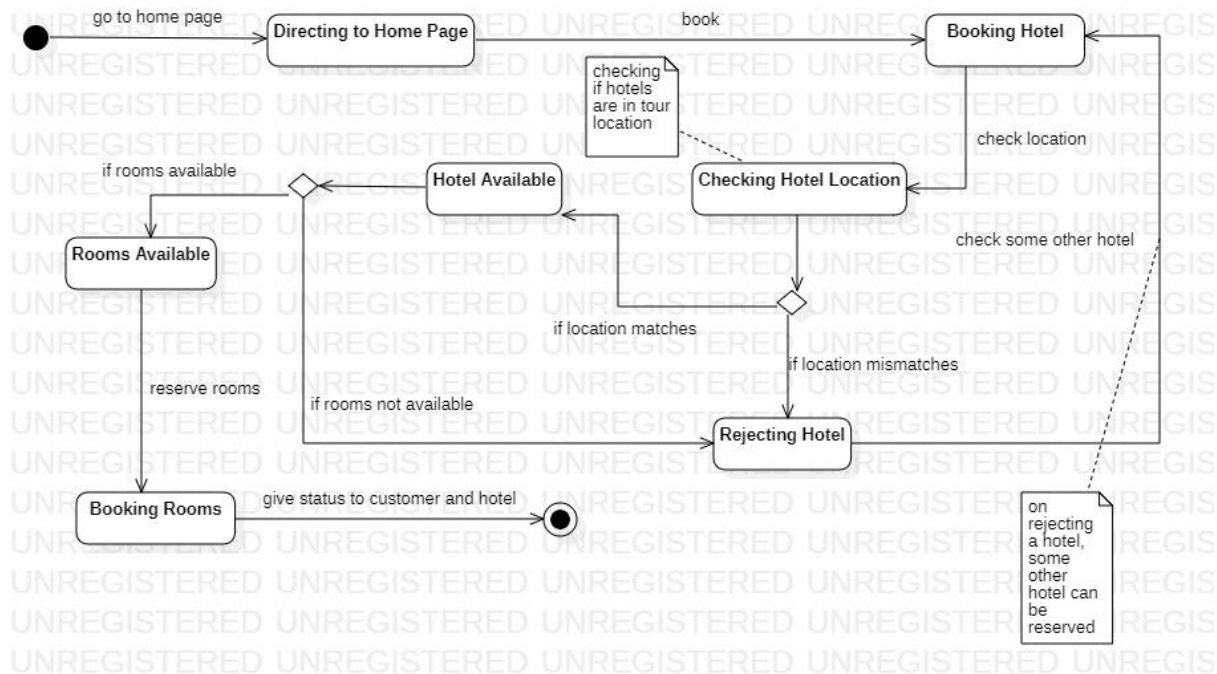 go to home page
Directing to Home Page
book
Booking Hotel
checking
if hotels
are in tour
location
check location
if rooms available
Hotel Available
Checking Hotel Location
Rooms Available
check some other hotel
if location matches
if location mismatches
reserve rooms
if rooms not available
Rejecting Hotel
Booking Rooms
give status to customer and hotel
on
rejecting
a hotel,
some
other
hotel can
be
reserved
UNREGISTERED